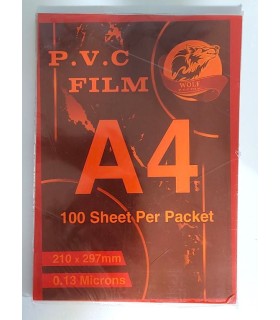 P.V.C
FILM
WOLF
A4
100 Sheet Per Packet
210 x 297mm
0.13 Microns